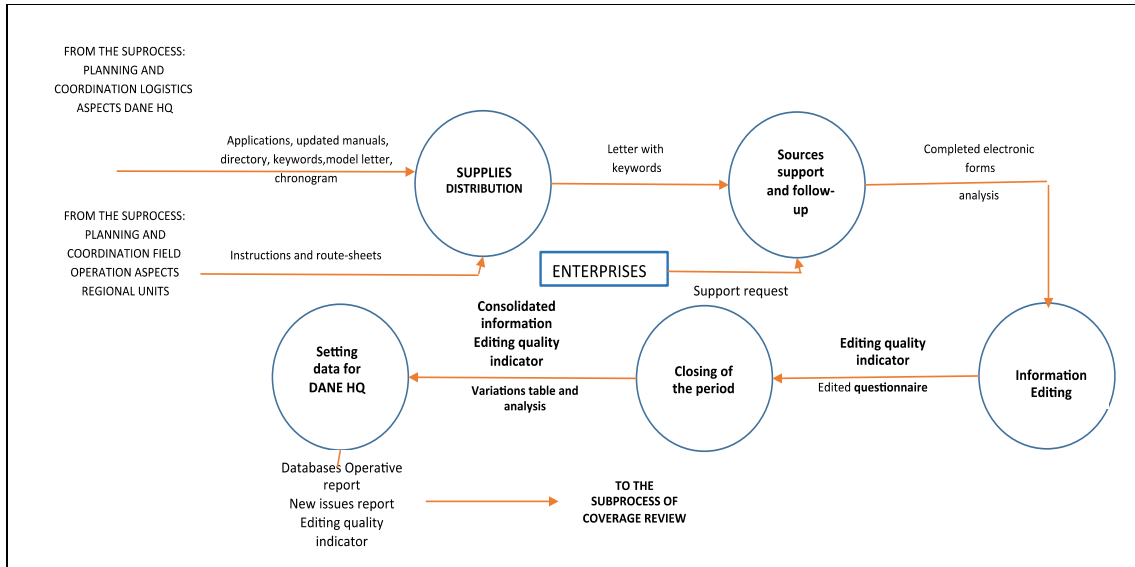 FROM THE SUPROCESS:
PLANNING AND
COORDINATION LOGISTICS
ASPECTS DANE HQ
Applications, updated manuals,
directory, keywords,model letter,
chronogram
SUPPLIES
DISTRIBUTION
Letter with
keywords
Sources
support
and follow-
up
Completed electronic
forms
analysis
FROM THE SUPROCESS:
PLANNING AND
COORDINATION FIELD
OPERATION ASPECTS
REGIONAL UNITS
Instructions and route-sheets
ENTERPRISES
Support request
Consolidated
information
Editing quality
indicator
Variations table and
analysis
Setting
data for
DANE HQ
Closing of
the period
Editing quality
indicator
Edited questionnaire
Information
Editing
Databases Operative
report
New issues report
Editing quality
indicator
TO THE
SUBPROCESS OF
COVERAGE REVIEW